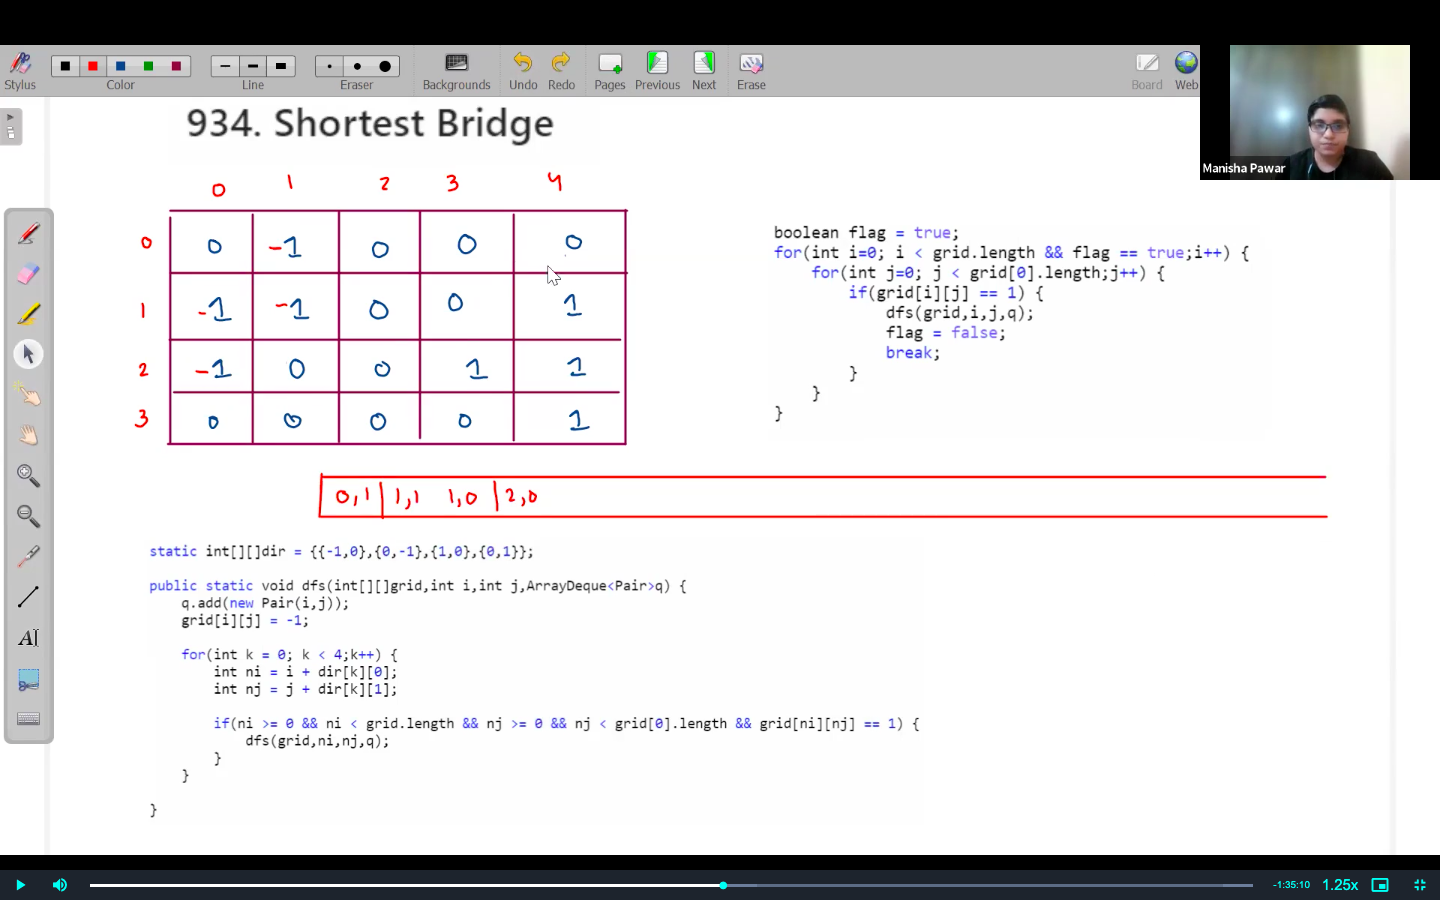 Stylus Color Line Eraser Backgrounds Undo Redo Pages Previous Next Erase Board Web
Manisha Pawar
934. Shortest Bridge
0 1 2 3 4
0 0 -1 0 0 0
1 -1 -1 0 0 1
2 -1 0 0 1 1
3 0 0 0 0 1
boolean flag = true;
for(int i=0; i < grid.length && flag == true;i++) {
for(int j=0; j < grid[0].length;j++) {
if(grid[i][j] == 1) {
dfs(grid,i,j,q);
flag = false;
break;
}
}
}
0,1 | 1,1 1,0 | 2,0
static int[][]dir = {{-1,0},{0,-1},{1,0},{0,1}};
public static void dfs(int[][]grid,int i,int j,ArrayDeque<Pair>q) {
q.add(new Pair(i,j));
grid[i][j] = -1;
for(int k = 0; k < 4;k++) {
int ni = i + dir[k][0];
int nj = j + dir[k][1];
if(ni >= 0 && ni < grid.length && nj >= 0 && nj < grid[0].length && grid[ni][nj] == 1) {
dfs(grid,ni,nj,q);
}
}
}
-1:35:10 1.25x